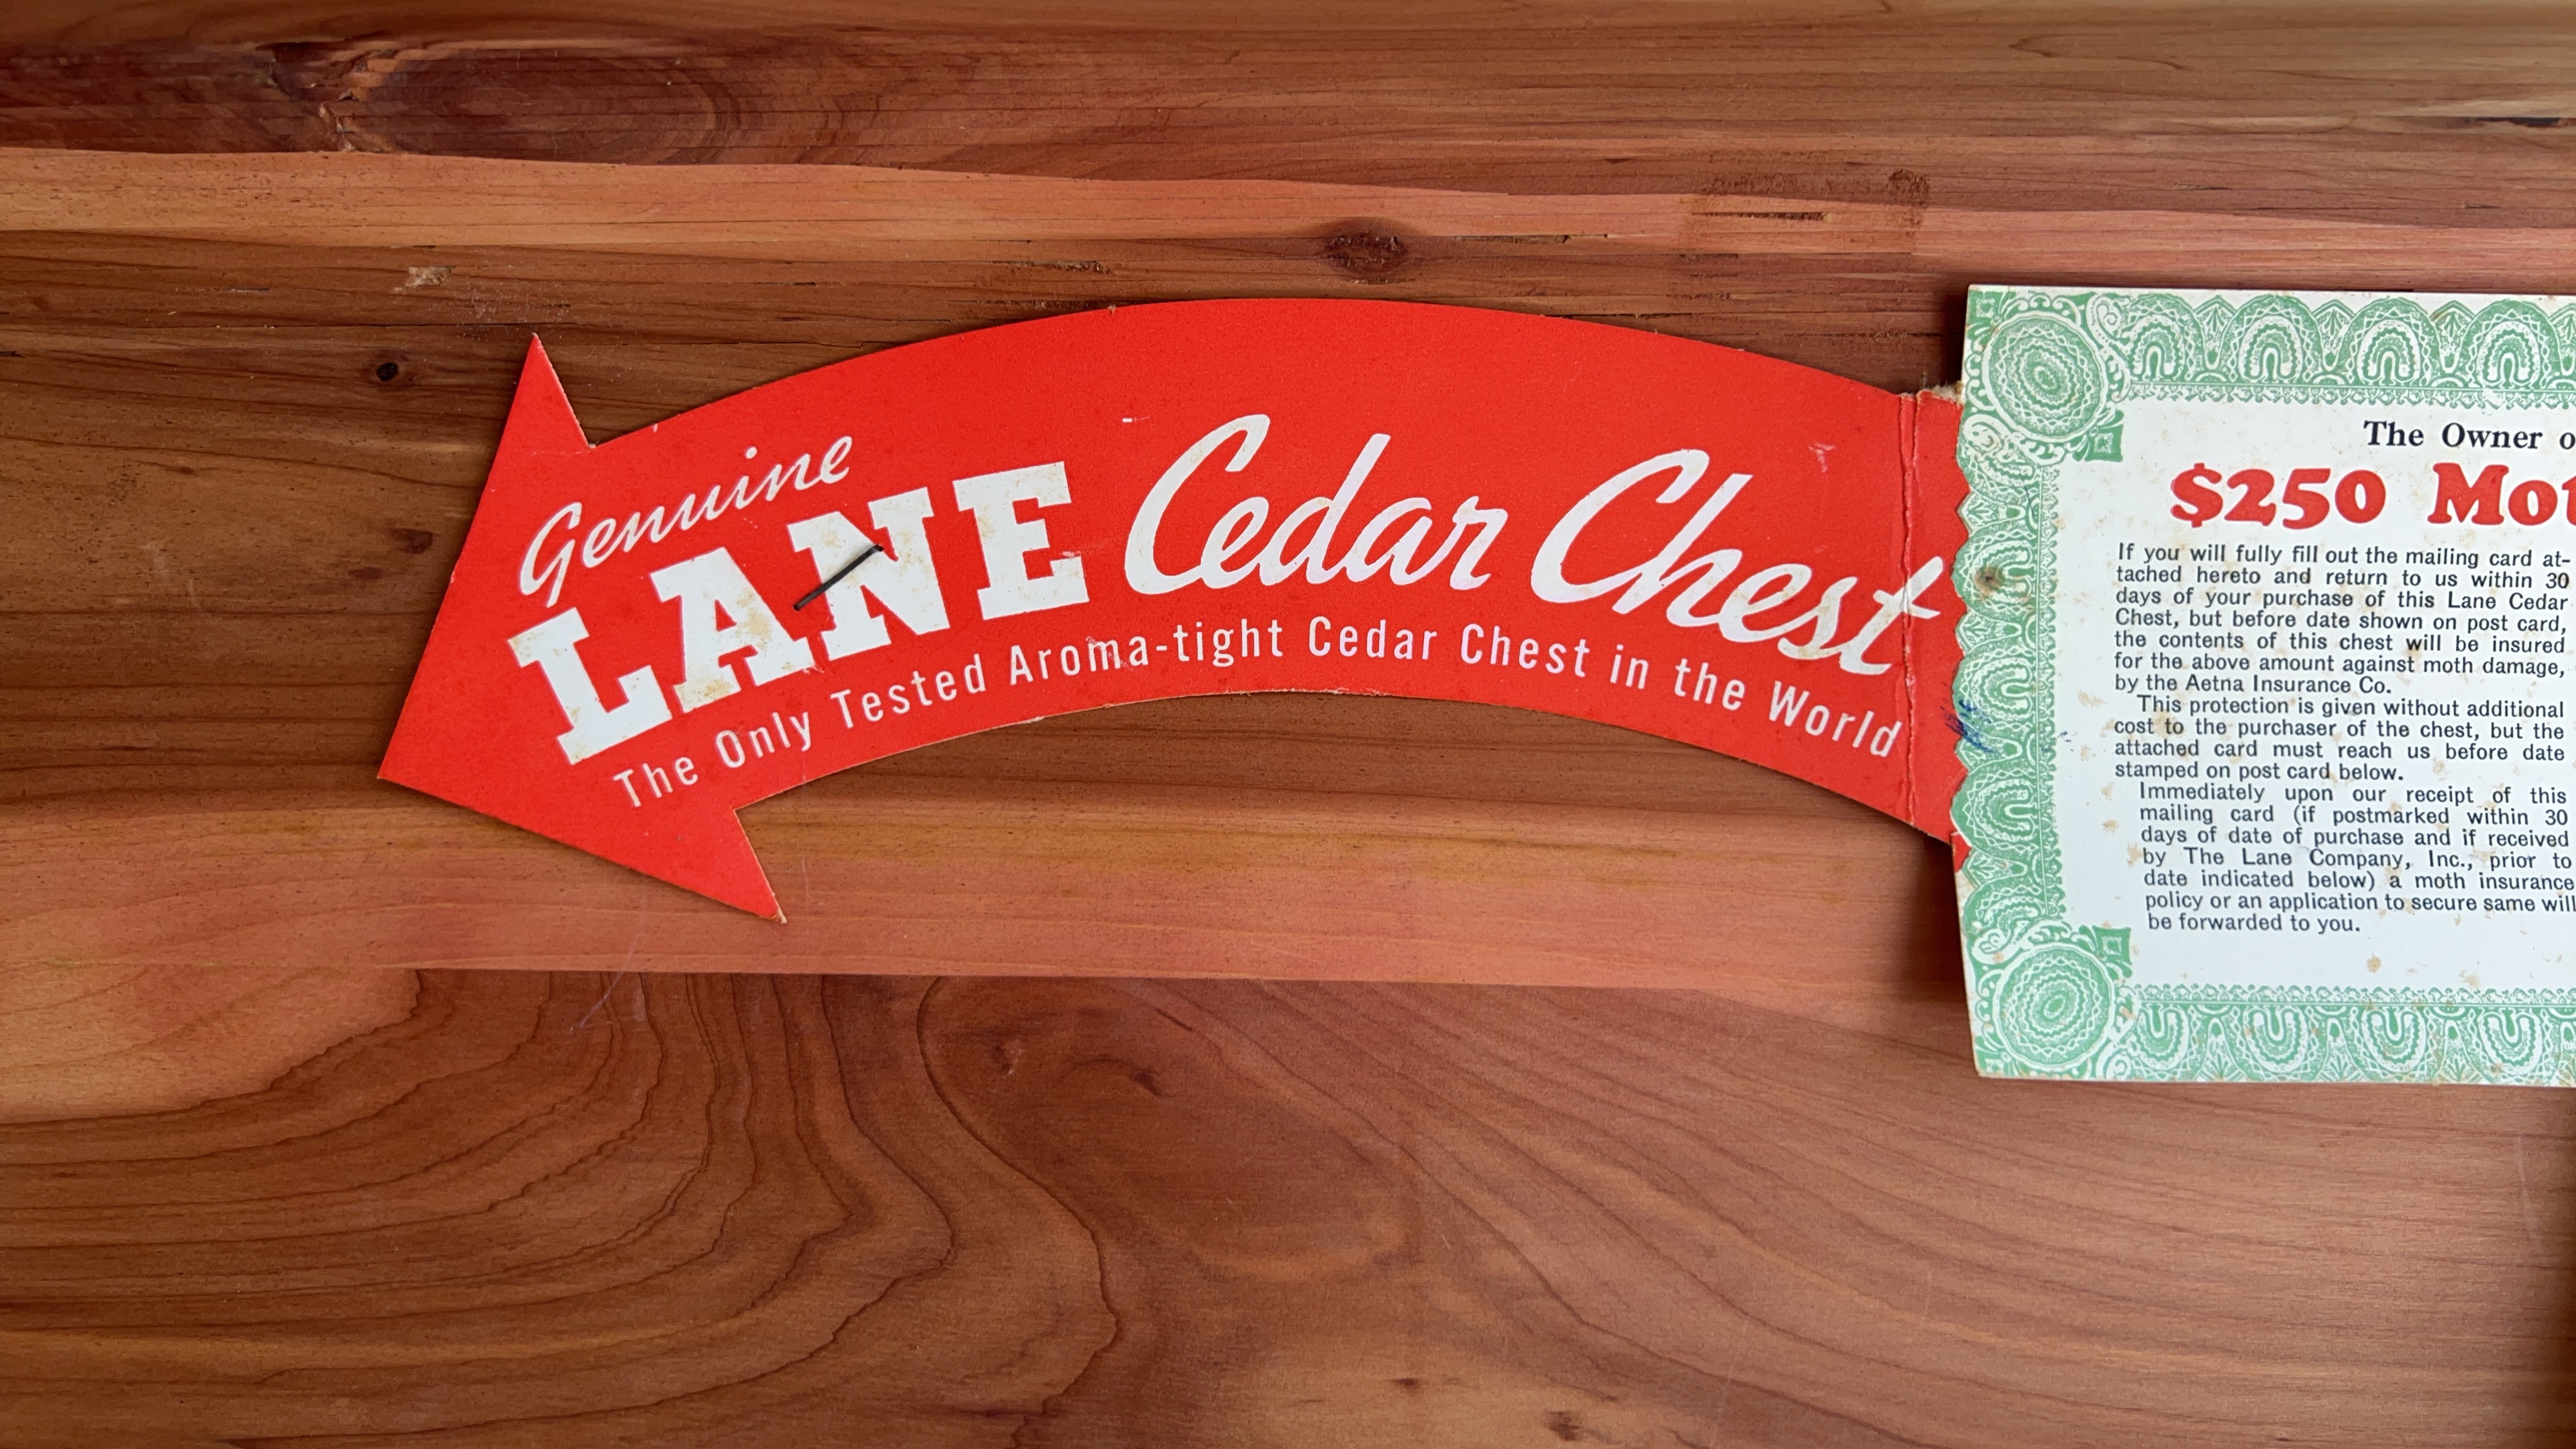 Genuine
LANE Cedar Chest
The Only Tested Aroma-tight Cedar Chest in the World
The Owner
$250
If you will fully fill out the mailing card at-
tached hereto and return to us within 30
days of your purchase of this Lane Cedar
Chest, but before date shown on post card,
the contents of this chest will be insured
for the above amount against moth damage,
by the Aetna Insurance Co.
This protection is given without additional
cost to the purchaser of the chest, but the
attached card must reach us before date
stamped on post card below.
Immediately upon our receipt of this
mailing card (if postmarked within 30
days of date of purchase and if received
by The Lane Company, Inc., prior to
date indicated below) a moth insurance
policy or an application to secure same will
be forwarded to you.